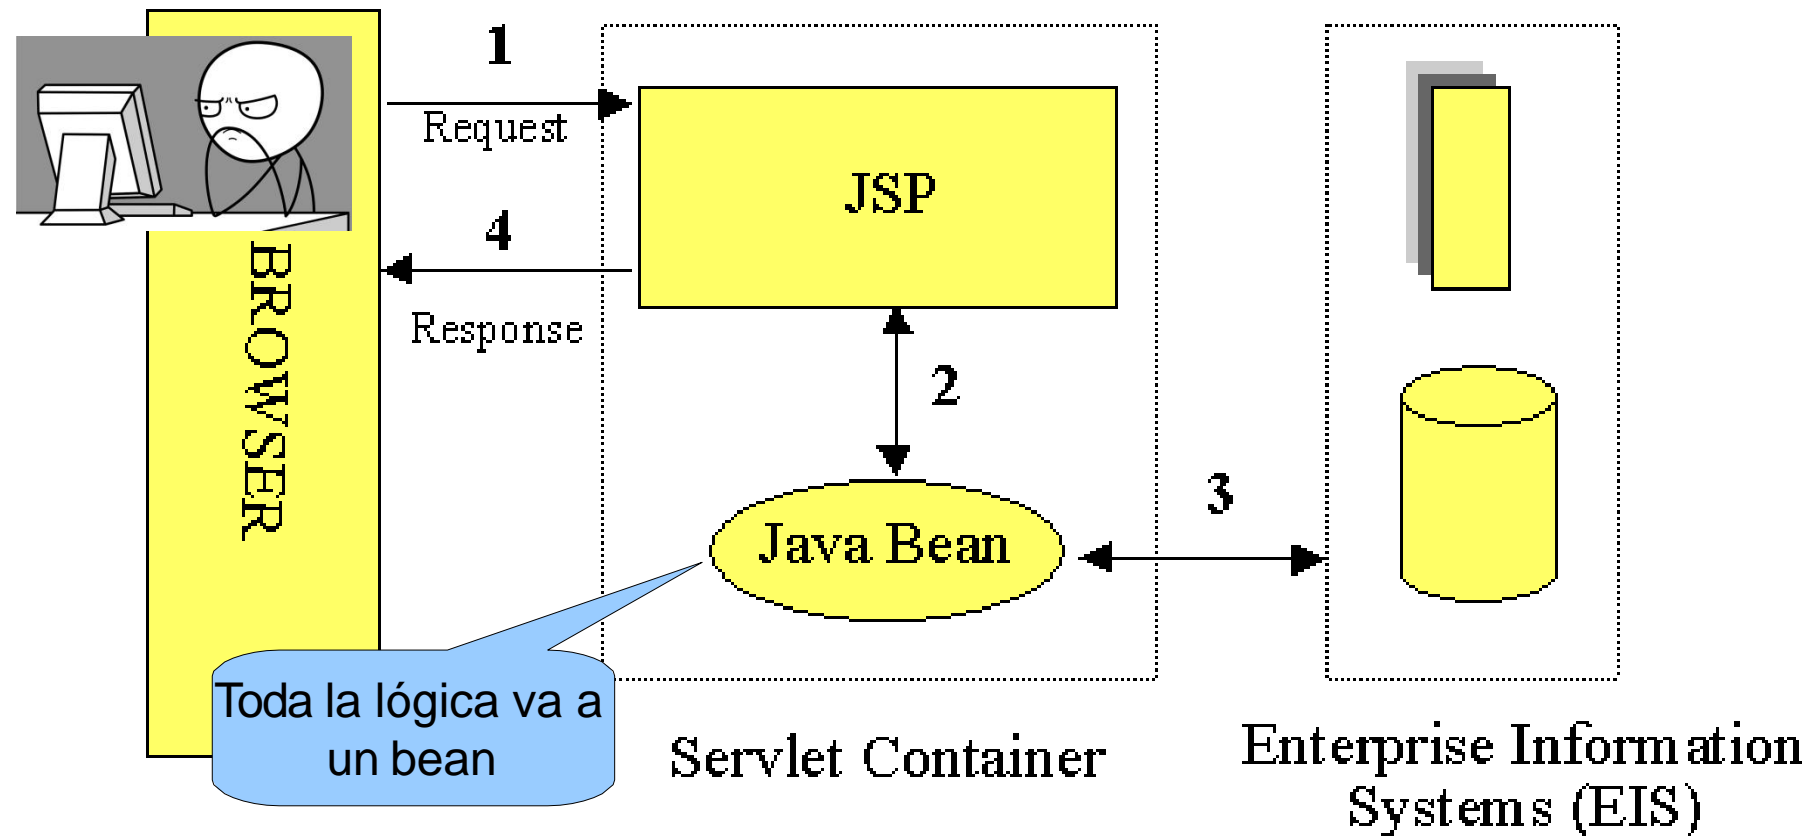 1
Request
JSP
4
Response
BROWSER
2
Java Bean
3
Toda la lógica va a
un bean
Servlet Container
Enterprise Information
Systems (EIS)